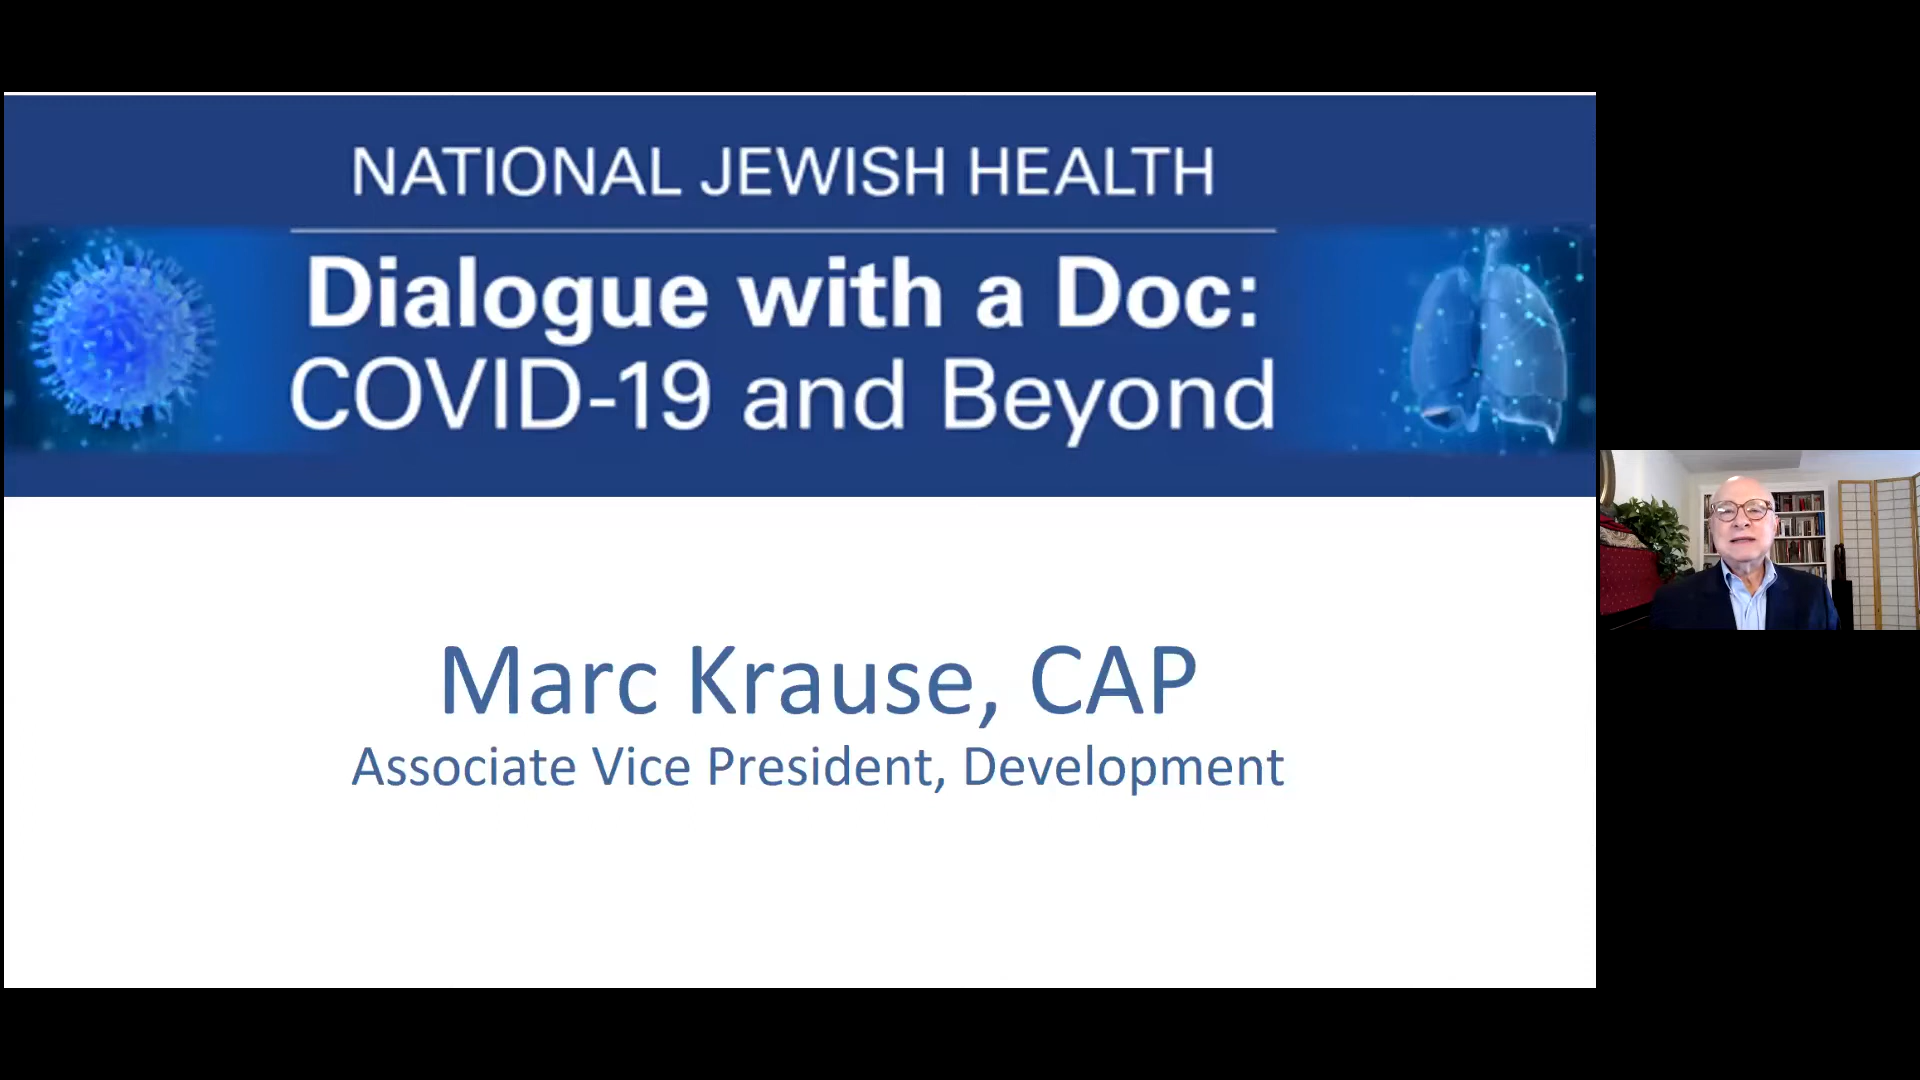 NATIONAL JEWISH HEALTH
Dialogue with a Doc:
COVID-19 and Beyond
Marc Krause, CAP
Associate Vice President, Development